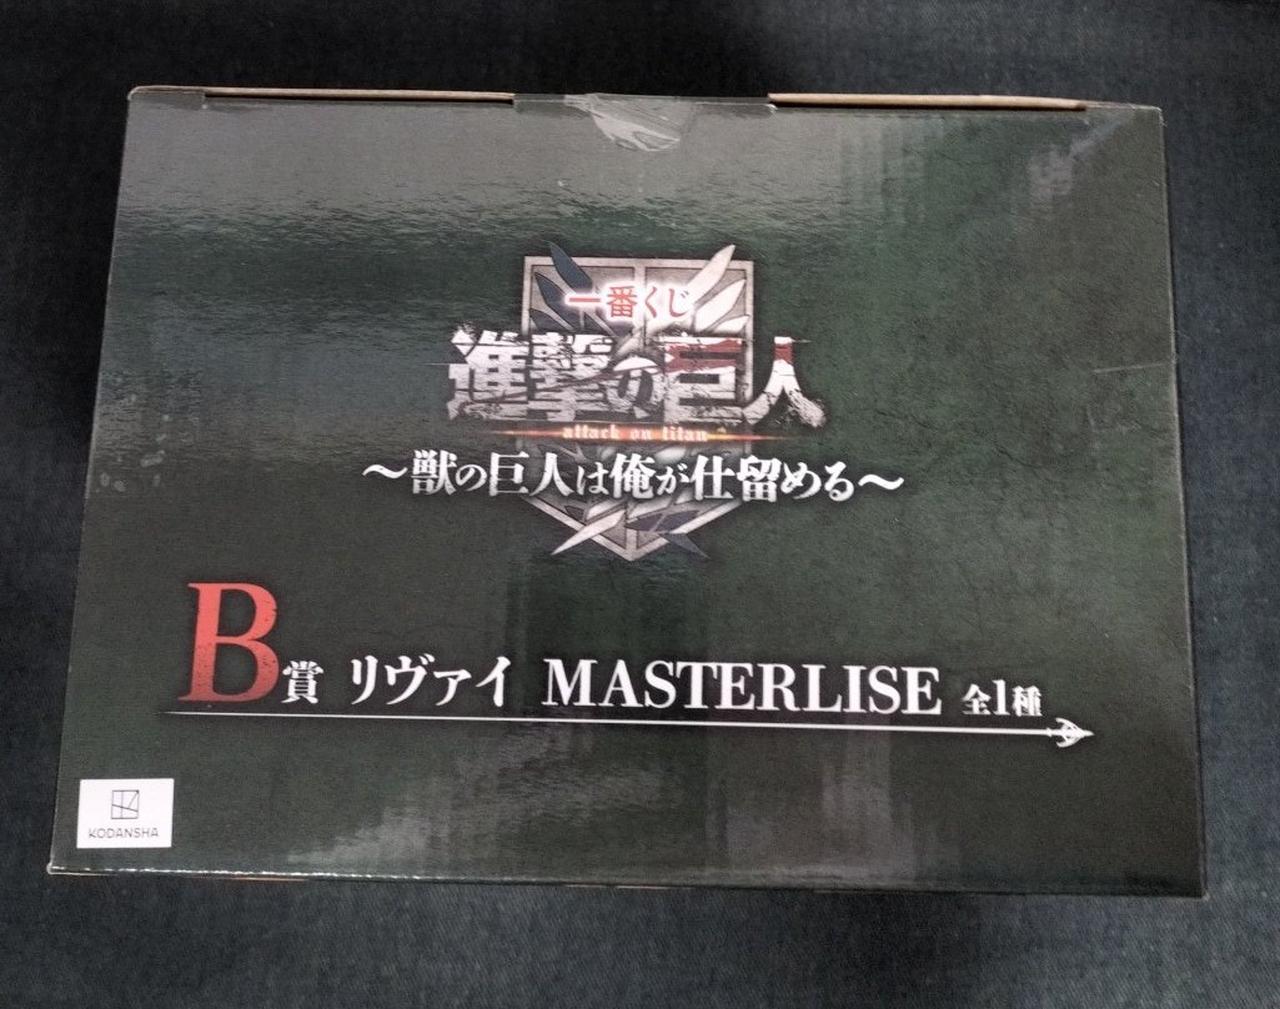 一番くじ
進撃の巨人
attack on titan
～獣の巨人は俺が仕留める～
B賞 リヴァイ MASTERLISE 全1種
KODANSHA